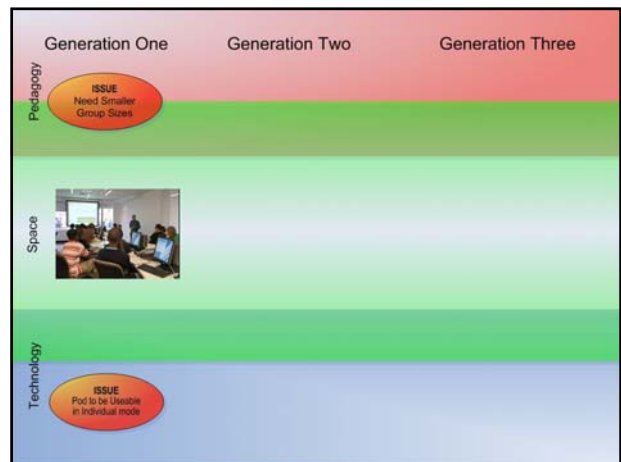 Generation One
Generation Two
Generation Three
Pedagogy
ISSUE
Need Smaller
Group Sizes
Space
Technology
ISSUE
Pod to be Useable
in Individual mode